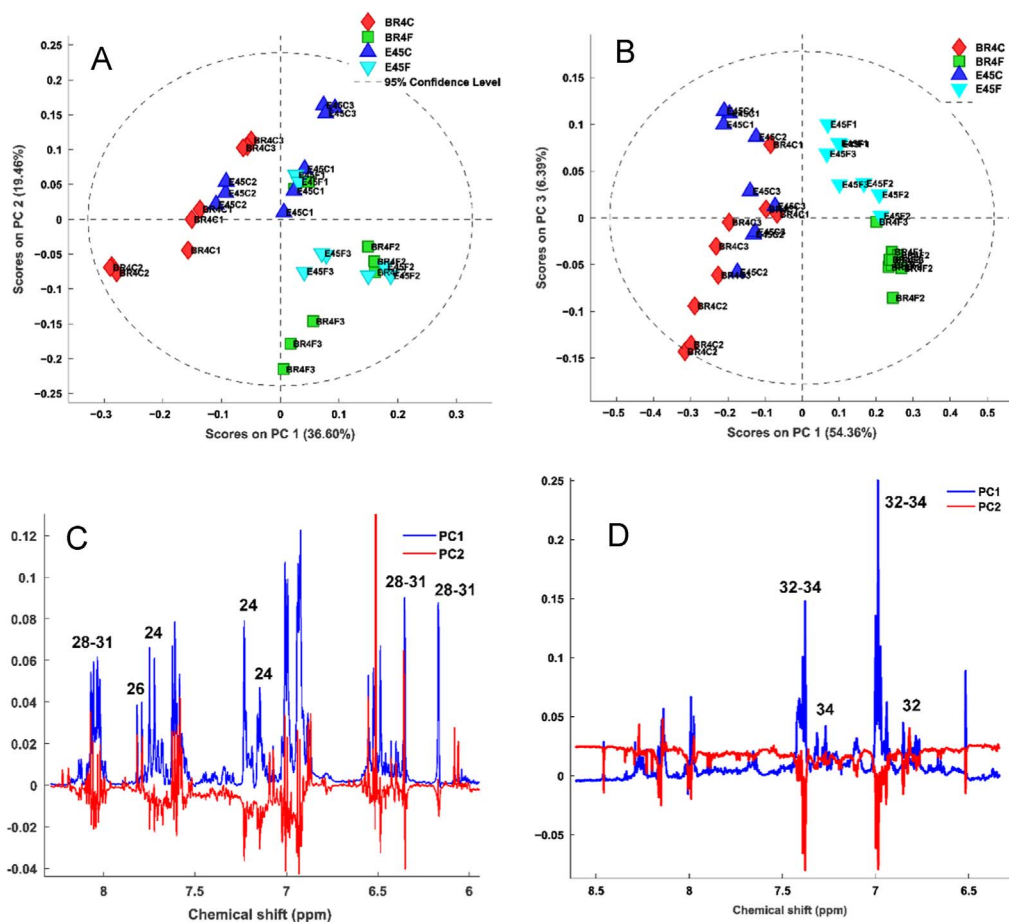 A
BR4C
BR4F
E45C
E45F
95% Confidence Level
0.25
0.2
0.15
0.1
0.05
0
−0.05
−0.1
−0.15
−0.2
−0.25
Scores on PC 2 (19.46%)
E45C3
E45C3
BR4C3
BR4C3
E45C1
E45F1
E45F1
E45C1
E45C2
E45C2
E45C2
BR4C1
BR4C1
E45C1
BR4C1
BR4F2
E45F3
BR4F2
E45F2
BR4C2
BR4C2
E45F3
E45F2
BR4F3
BR4F3
BR4F3
−0.3 −0.2 −0.1 0 0.1 0.2 0.3
Scores on PC 1 (36.60%)
B
BR4C
BR4F
E45C
E45F
0.15
0.1
0.05
0
−0.05
−0.1
−0.15
Scores on PC 3 (6.39%)
E45C1
E45C1
E45F1
E45C2
BR4C1
E45F3
E45C3
E45F3
E45F2
E45F2
E45C3
BR4C1
E45F2
BR4C3
BR4F3
E45C2
BR4C3
E45C2
BR4F2
BR4F2
BR4C2
BR4C2
BR4C2
−0.5 −0.4 −0.3 −0.2 −0.1 0 0.1 0.2 0.3 0.4 0.5
Scores on PC 1 (54.36%)
C
PC1
PC2
0.12
0.1
0.08
0.06
0.04
0.02
0
-0.02
-0.04
28-31
26
24
24
24
28-31
28-31
8 7.5 7 6.5 6
Chemical shift (ppm)
D
PC1
PC2
0.25
0.2
0.15
0.1
0.05
0
−0.05
32-34
32-34
34
32
8.5 8 7.5 7 6.5
Chemical shift (ppm)